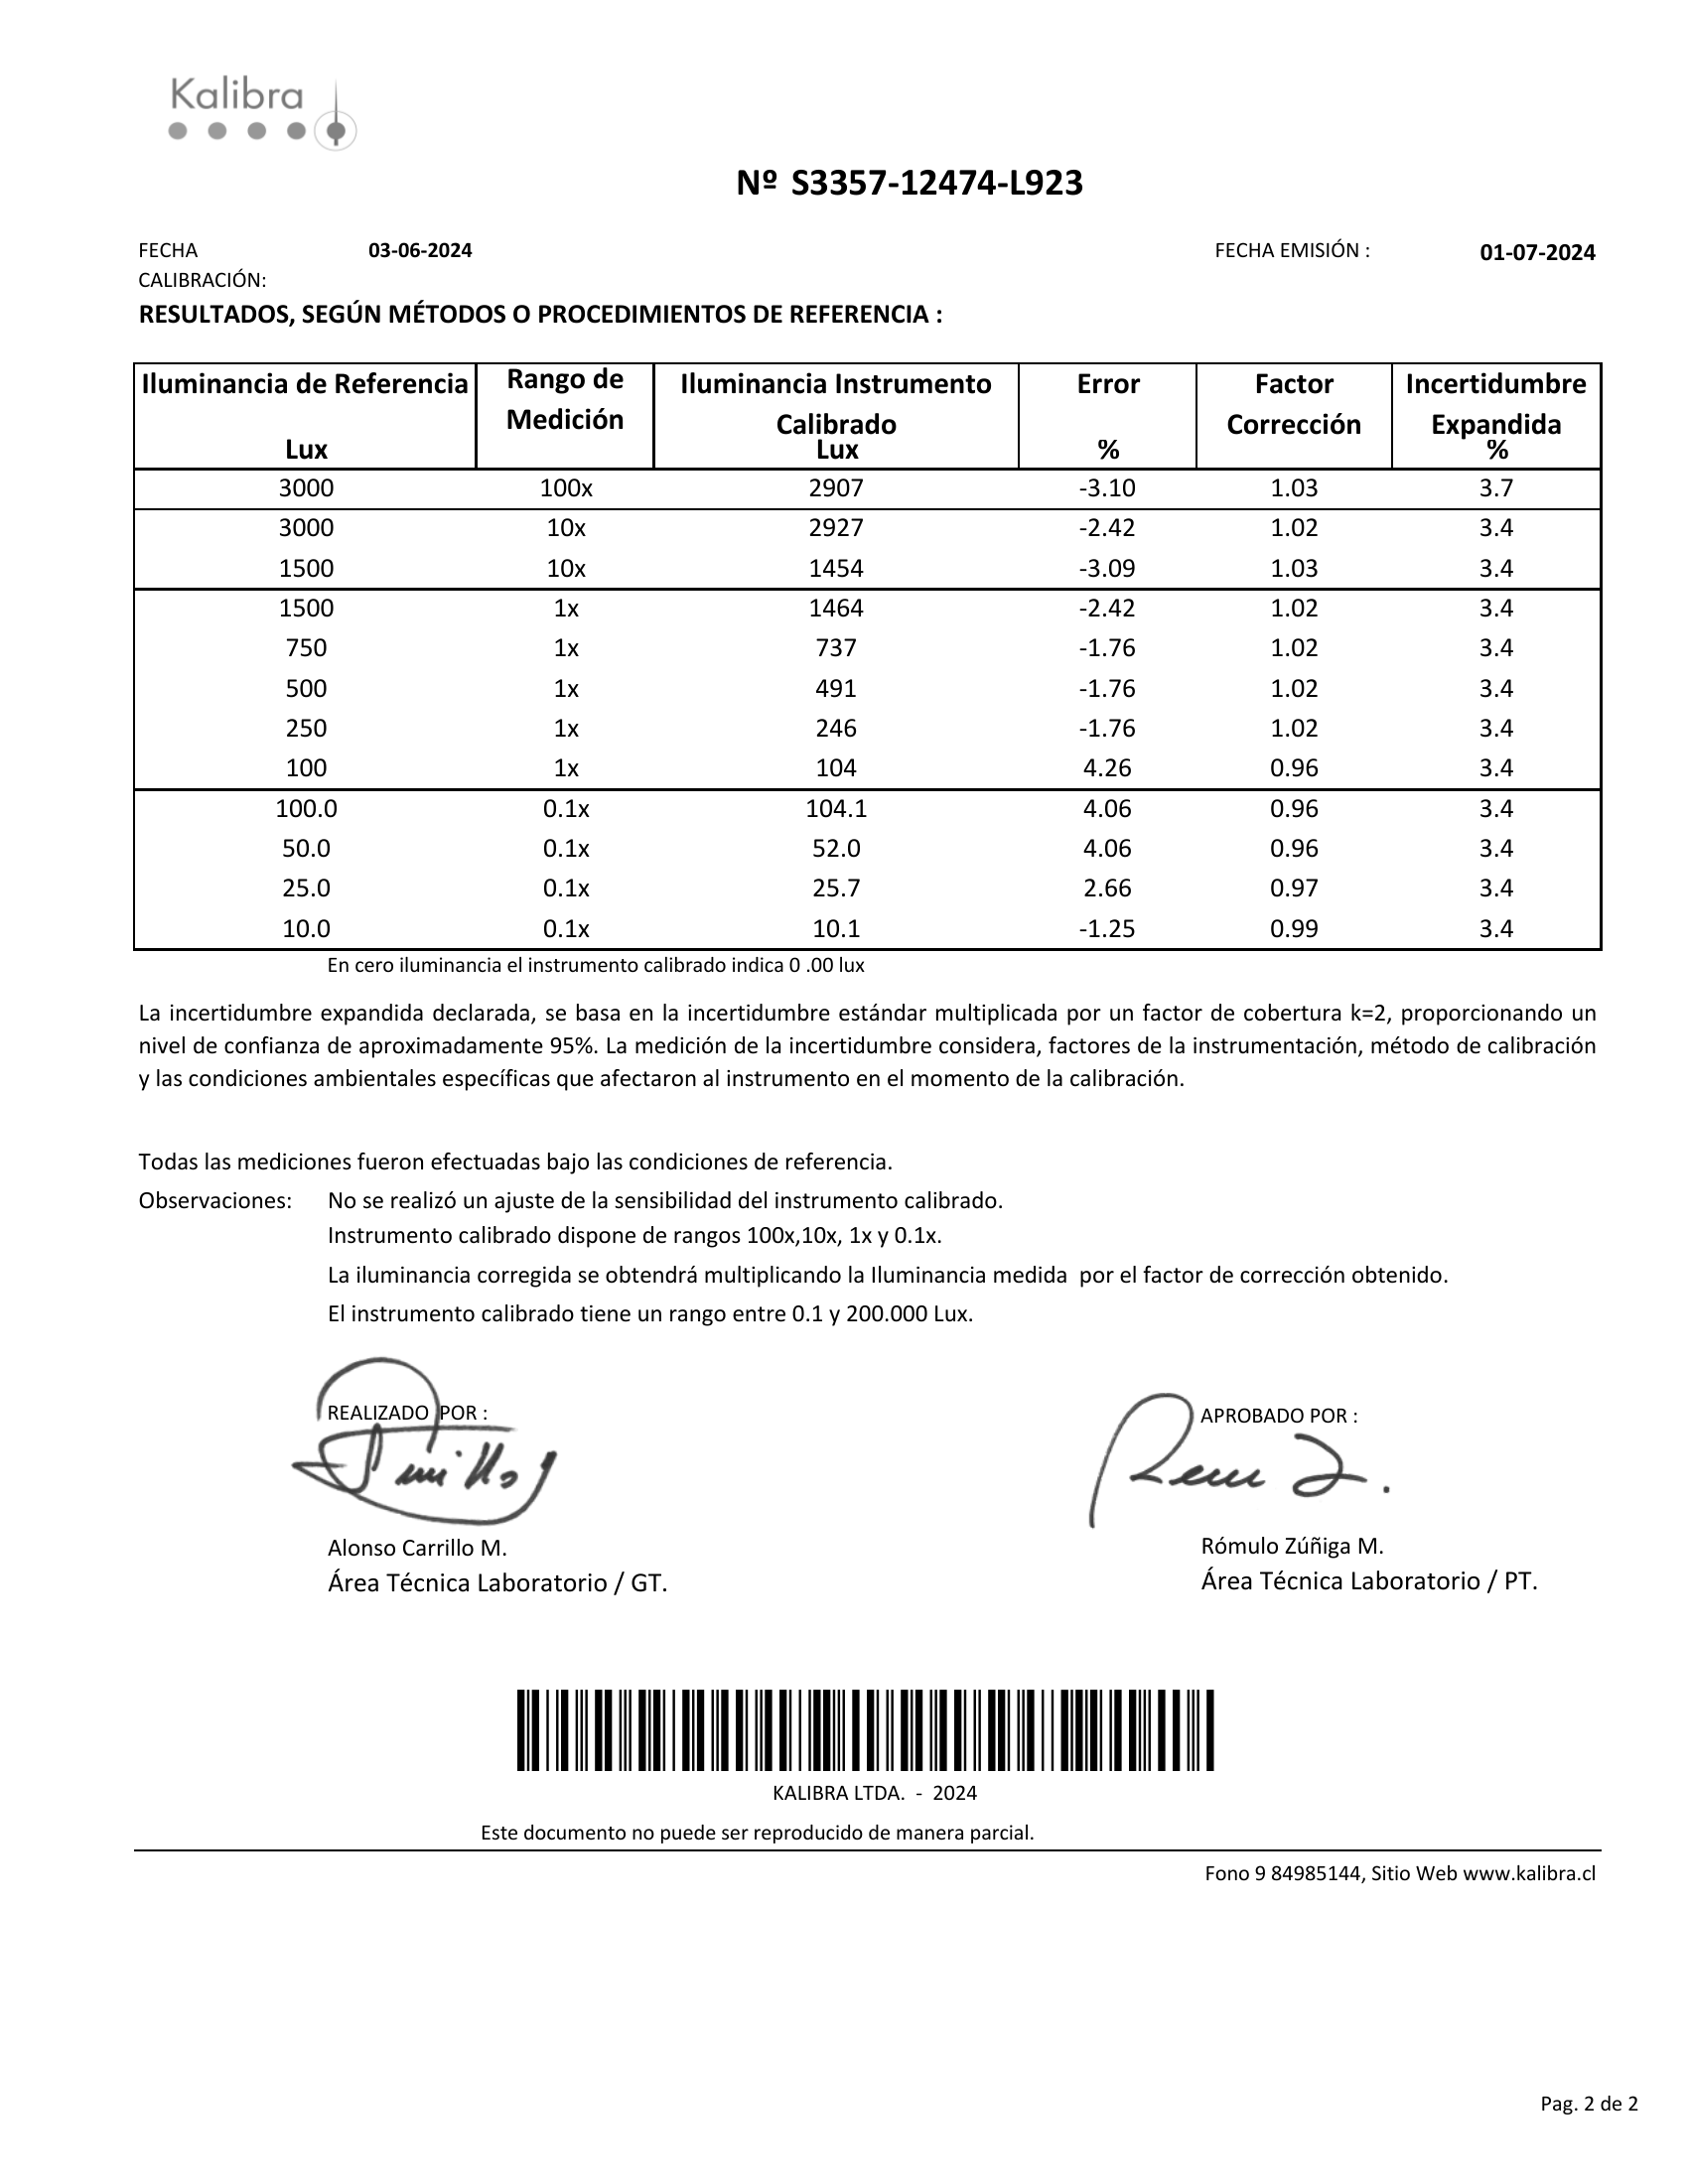 Kalibra
Nº S3357-12474-L923
FECHA CALIBRACIÓN: 03-06-2024 FECHA EMISIÓN : 01-07-2024
RESULTADOS, SEGÚN MÉTODOS O PROCEDIMIENTOS DE REFERENCIA :
Iluminancia de Referencia Lux Rango de Medición Iluminancia Instrumento Calibrado Lux Error % Factor Corrección Incertidumbre Expandida %
3000 100x 2907 -3.10 1.03 3.7
3000 10x 2927 -2.42 1.02 3.4
1500 10x 1454 -3.09 1.03 3.4
1500 1x 1464 -2.42 1.02 3.4
750 1x 737 -1.76 1.02 3.4
500 1x 491 -1.76 1.02 3.4
250 1x 246 -1.76 1.02 3.4
100 1x 104 4.26 0.96 3.4
100.0 0.1x 104.1 4.06 0.96 3.4
50.0 0.1x 52.0 4.06 0.96 3.4
25.0 0.1x 25.7 2.66 0.97 3.4
10.0 0.1x 10.1 -1.25 0.99 3.4
En cero iluminancia el instrumento calibrado indica 0 .00 lux
La incertidumbre expandida declarada, se basa en la incertidumbre estándar multiplicada por un factor de cobertura k=2, proporcionando un
nivel de confianza de aproximadamente 95%. La medición de la incertidumbre considera, factores de la instrumentación, método de calibración
y las condiciones ambientales específicas que afectaron al instrumento en el momento de la calibración.
Todas las mediciones fueron efectuadas bajo las condiciones de referencia.
Observaciones: No se realizó un ajuste de la sensibilidad del instrumento calibrado.
Instrumento calibrado dispone de rangos 100x,10x, 1x y 0.1x.
La iluminancia corregida se obtendrá multiplicando la Iluminancia medida por el factor de corrección obtenido.
El instrumento calibrado tiene un rango entre 0.1 y 200.000 Lux.
REALIZADO POR : APROBADO POR :
Alonso Carrillo M. Rómulo Zúñiga M.
Área Técnica Laboratorio / GT. Área Técnica Laboratorio / PT.
KALIBRA LTDA. - 2024
Este documento no puede ser reproducido de manera parcial.
Fono 9 84985144, Sitio Web www.kalibra.cl
Pag. 2 de 2